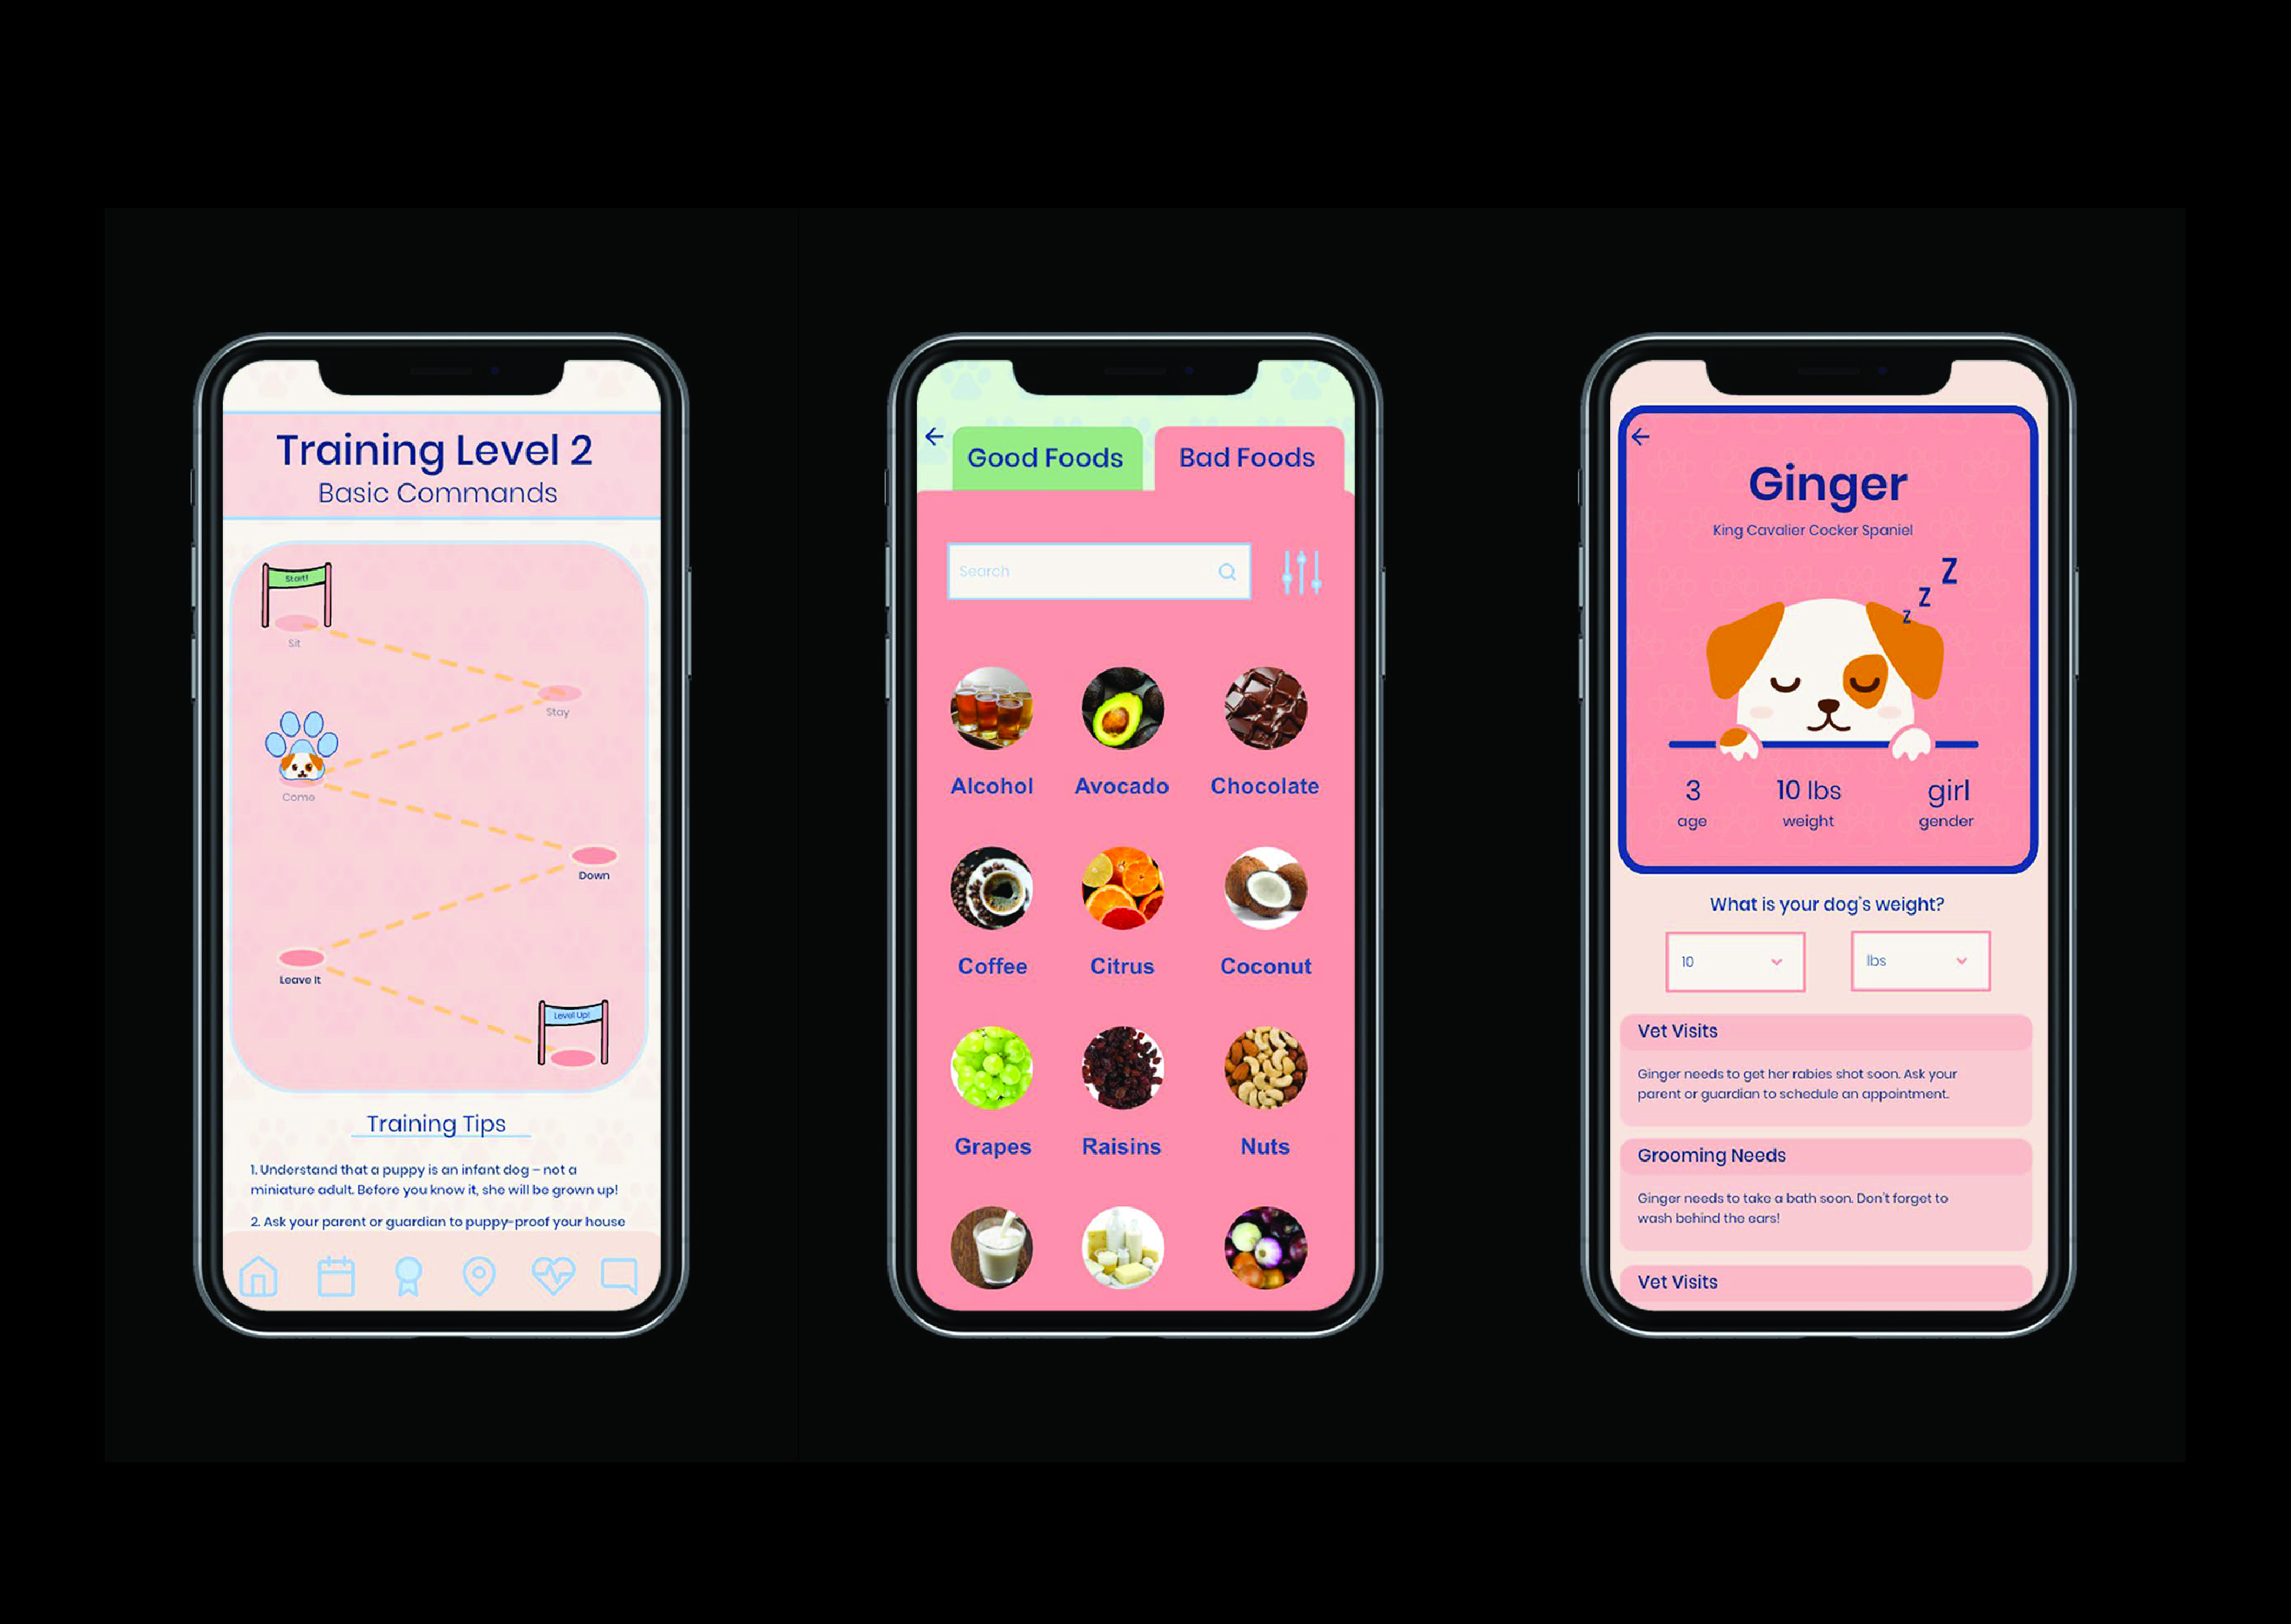 Training Level 2
Basic Commands
Start!
Sit
Stay
Come
Down
Leave It
Level Up!
Training Tips
1. Understand that a puppy is an infant dog – not a
miniature adult. Before you know it, she will be grown up!
2. Ask your parent or guardian to puppy-proof your house
Good Foods
Bad Foods
Search
Alcohol
Avocado
Chocolate
Coffee
Citrus
Coconut
Grapes
Raisins
Nuts
Ginger
King Cavalier Cocker Spaniel
Z
Z
Z
3
10 lbs
girl
age
weight
gender
What is your dog's weight?
10
lbs
Vet Visits
Ginger needs to get her rabies shot soon. Ask your
parent or guardian to schedule an appointment.
Grooming Needs
Ginger needs to take a bath soon. Don't forget to
wash behind the ears!
Vet Visits